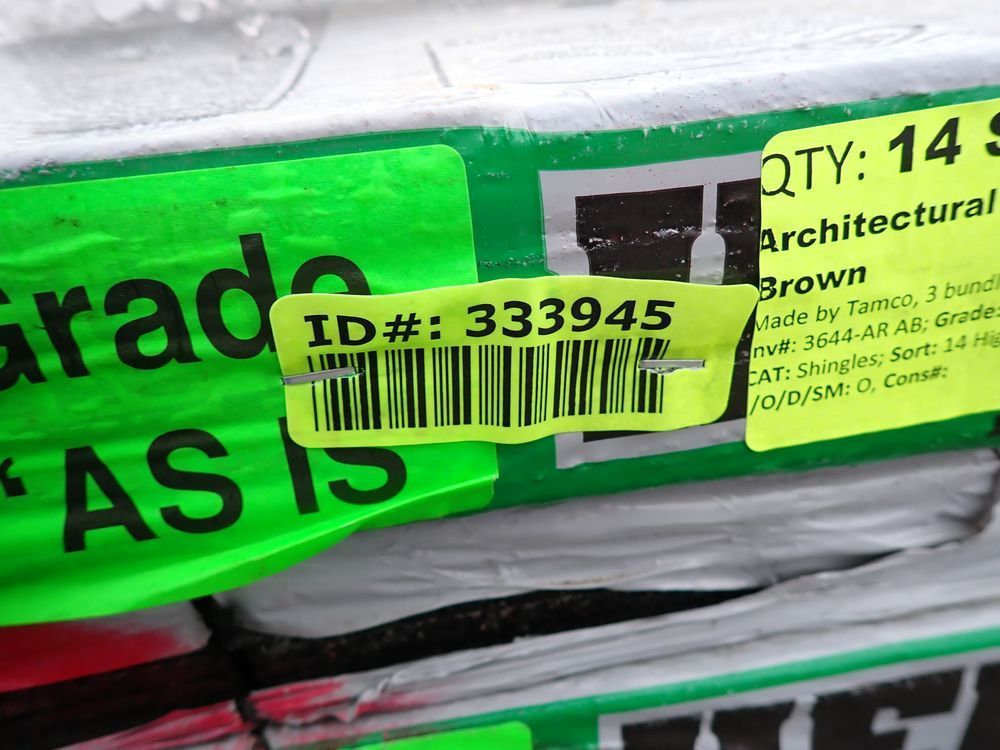 Grade
"AS IS
ID#: 333945
QTY: 14
Architectural
Brown
Made by Tamco, 3 bundl
nv#: 3644-AR AB; Grade:
CAT: Shingles; Sort: 14 Hig
/O/D/SM: O, Cons#: